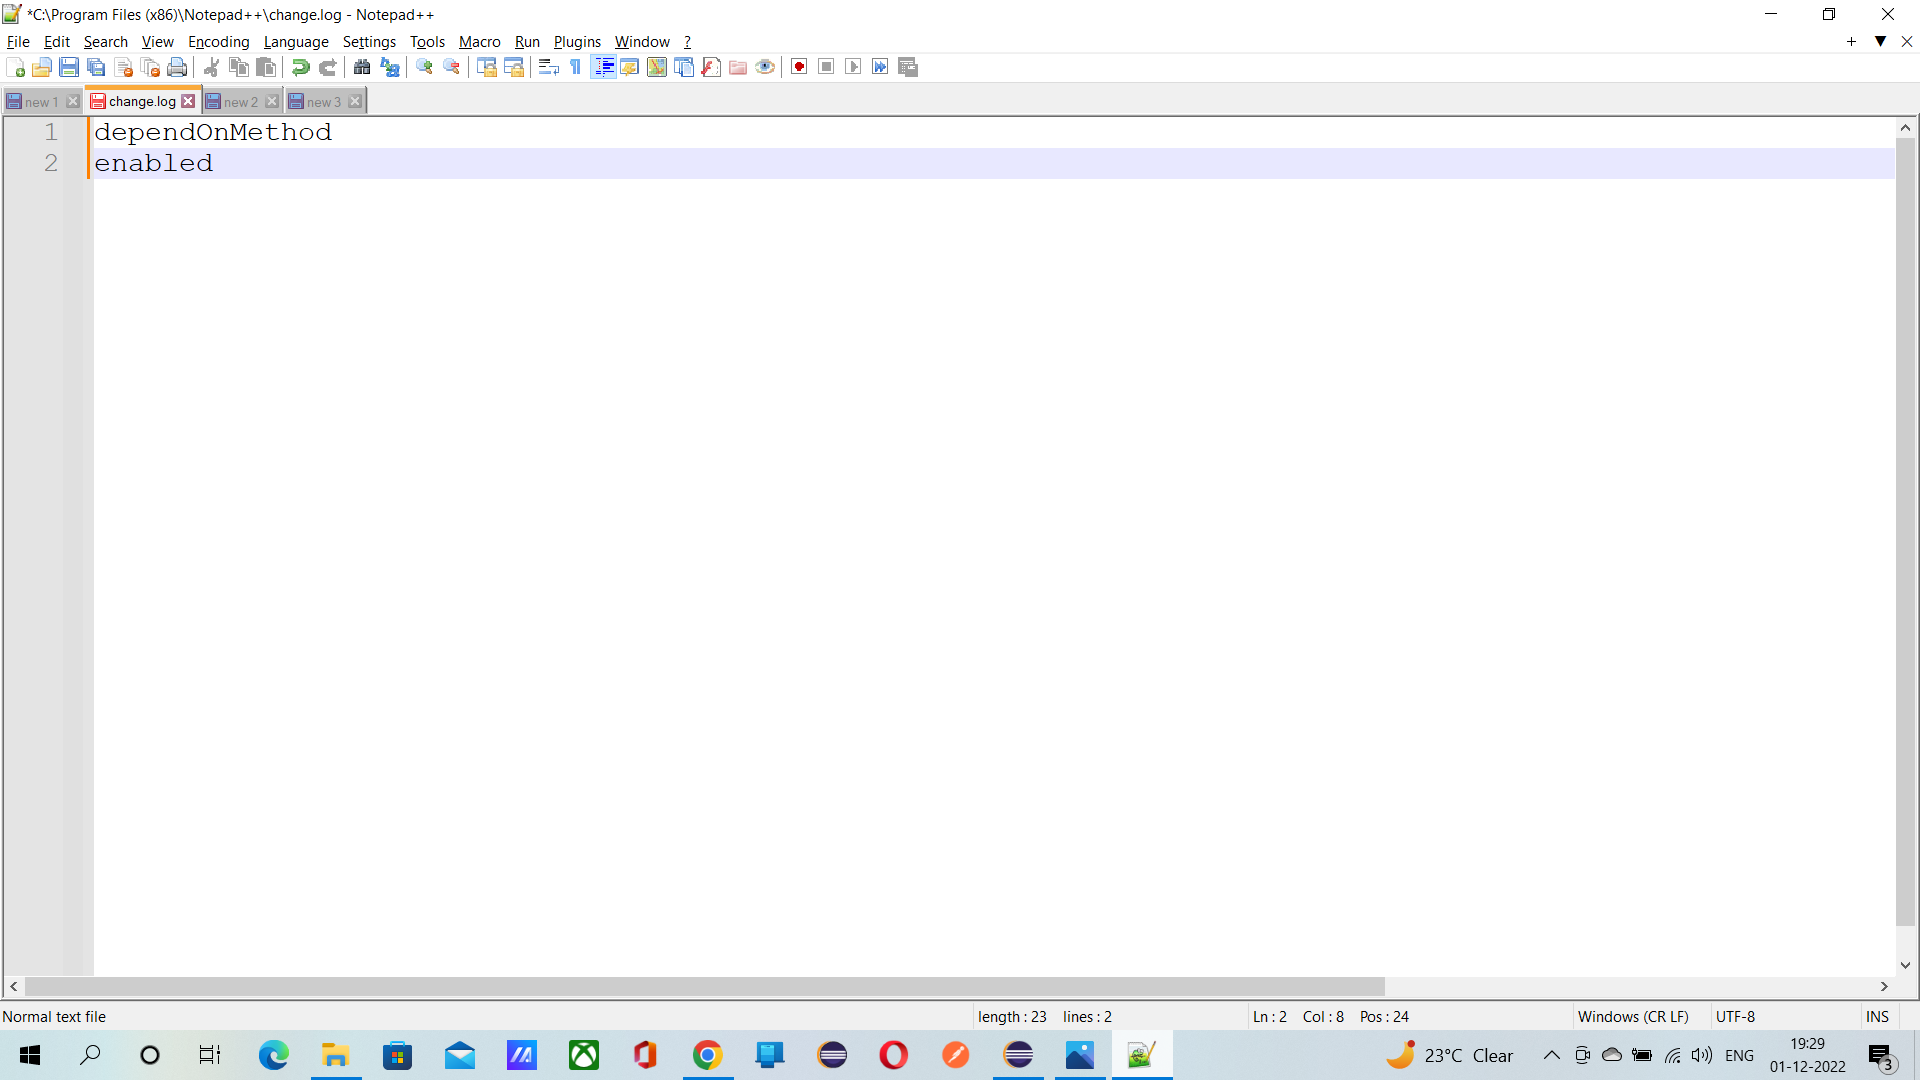 *C:\Program Files (x86)\Notepad++\change.log - Notepad++
File Edit Search View Encoding Language Settings Tools Macro Run Plugins Window ?
new 1 change.log new 2 new 3
1 dependOnMethod
2 enabled
Normal text file length : 23 lines : 2 Ln : 2 Col : 8 Pos : 24 Windows (CR LF) UTF-8 INS
23°C Clear ENG 19:29
01-12-2022 3